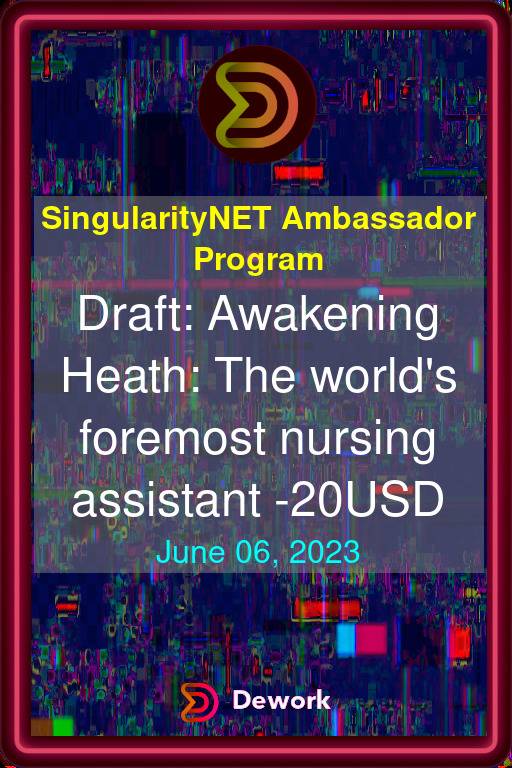 SingularityNET Ambassador
Program
Draft: Awakening
Heath: The world's
foremost nursing
assistant -20USD
June 06, 2023
Dework